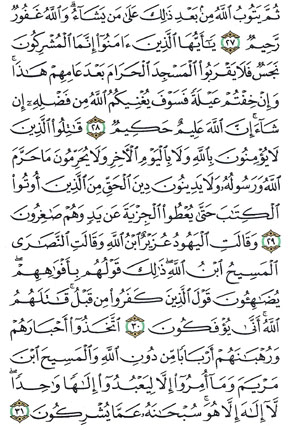 ثُمَّ يَتُوبُ ٱللَّهُ مِنۢ بَعْدِ ذَٰلِكَ عَلَىٰ مَن يَشَآءُ ۗ وَٱللَّهُ غَفُورٌ
رَّحِيمٌ ٢٧ يَـٰٓأَيُّهَا ٱلَّذِينَ ءَامَنُوٓا۟ إِنَّمَا ٱلْمُشْرِكُونَ
نَجَسٌ فَلَا يَقْرَبُوا۟ ٱلْمَسْجِدَ ٱلْحَرَامَ بَعْدَ عَامِهِمْ هَـٰذَا ۚ
وَإِنْ خِفْتُمْ عَيْلَةً فَسَوْفَ يُغْنِيكُمُ ٱللَّهُ مِن فَضْلِهِۦٓ إِن
شَآءَ ۚ إِنَّ ٱللَّهَ عَلِيمٌ حَكِيمٌ ٢٨ قَـٰتِلُوا۟ ٱلَّذِينَ
لَا يُؤْمِنُونَ بِٱللَّهِ وَلَا بِٱلْيَوْمِ ٱلْـَٔاخِرِ وَلَا يُحَرِّمُونَ مَا حَرَّمَ
ٱللَّهُ وَرَسُولُهُۥ وَلَا يَدِينُونَ دِينَ ٱلْحَقِّ مِنَ ٱلَّذِينَ أُوتُوا۟
ٱلْكِتَـٰبَ حَتَّىٰ يُعْطُوا۟ ٱلْجِزْيَةَ عَن يَدٍ وَهُمْ صَـٰغِرُونَ
٢٩ وَقَالَتِ ٱلْيَهُودُ عُزَيْرٌ ٱبْنُ ٱللَّهِ وَقَالَتِ ٱلنَّصَـٰرَى
ٱلْمَسِيحُ ٱبْنُ ٱللَّهِ ۖ ذَٰلِكَ قَوْلُهُم بِأَفْوَٰهِهِمْ ۖ
يُضَـٰهِـُٔونَ قَوْلَ ٱلَّذِينَ كَفَرُوا۟ مِن قَبْلُ ۚ قَـٰتَلَهُمُ
ٱللَّهُ ۚ أَنَّىٰ يُؤْفَكُونَ ٣٠ ٱتَّخَذُوٓا۟ أَحْبَارَهُمْ
وَرُهْبَـٰنَهُمْ أَرْبَابًا مِّن دُونِ ٱللَّهِ وَٱلْمَسِيحَ ٱبْنَ
مَرْيَمَ وَمَآ أُمِرُوٓا۟ إِلَّا لِيَعْبُدُوٓا۟ إِلَـٰهًا وَٰحِدًا ۖ
لَّآ إِلَـٰهَ إِلَّا هُوَ ۚ سُبْحَـٰنَهُۥ عَمَّا يُشْرِكُونَ ٣١